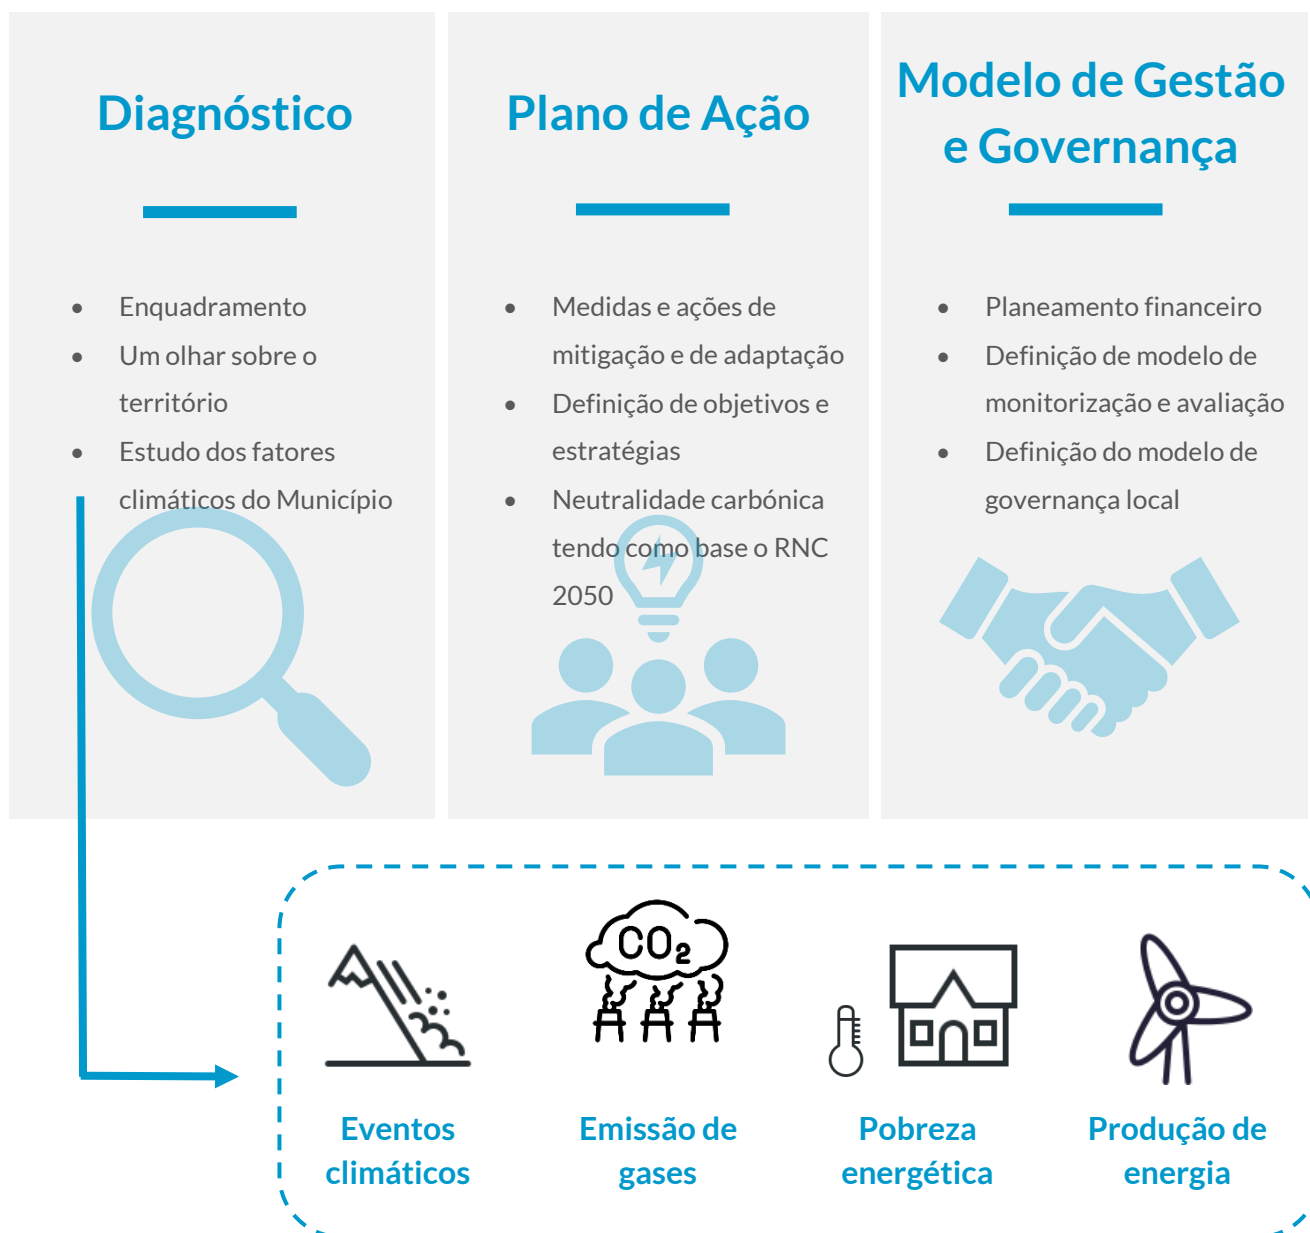 Diagnóstico
• Enquadramento
• Um olhar sobre o
território
• Estudo dos fatores
climáticos do Município
Plano de Ação
• Medidas e ações de
mitigação e de adaptação
• Definição de objetivos e
estratégias
• Neutralidade carbónica
tendo como base o RNC
2050
Modelo de Gestão
e Governança
• Planeamento financeiro
• Definição de modelo de
monitorização e avaliação
• Definição do modelo de
governança local
CO₂
Eventos
climáticos
Emissão de
gases
Pobreza
energética
Produção de
energia